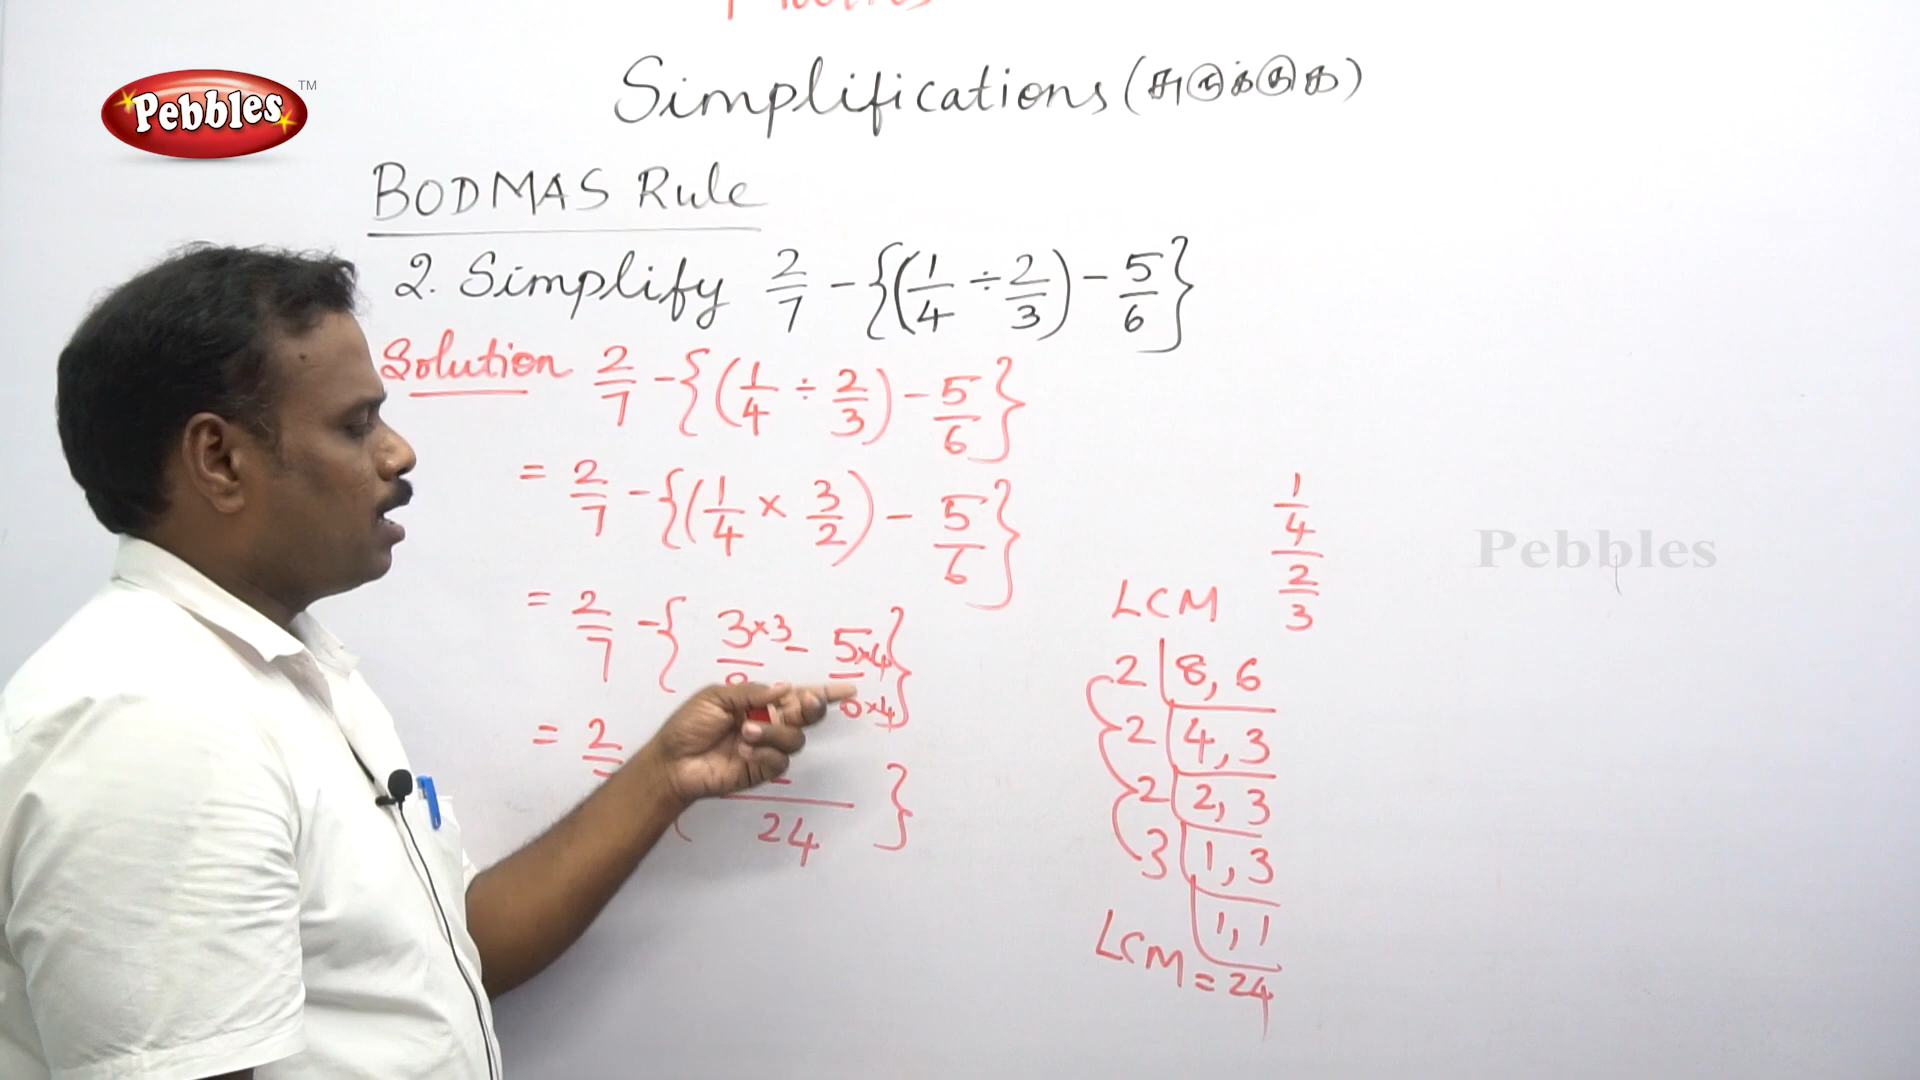 Pebbles™
Simplifications (சுருக்குக)
BODMAS Rule
2. Simplify 2/7 - {(1/4 ÷ 2/3) - 5/6}
Solution 2/7 - {(1/4 ÷ 2/3) - 5/6}
= 2/7 - {(1/4 × 3/2) - 5/6}
= 2/7 - { 3×3 - 5×4/6×4 }
= 2 24 }
1/4 / 2/3
Pebbles
LCM
2 | 8, 6
2 | 4, 3
2 | 2, 3
3 | 1, 3
1, 1
LCM = 24